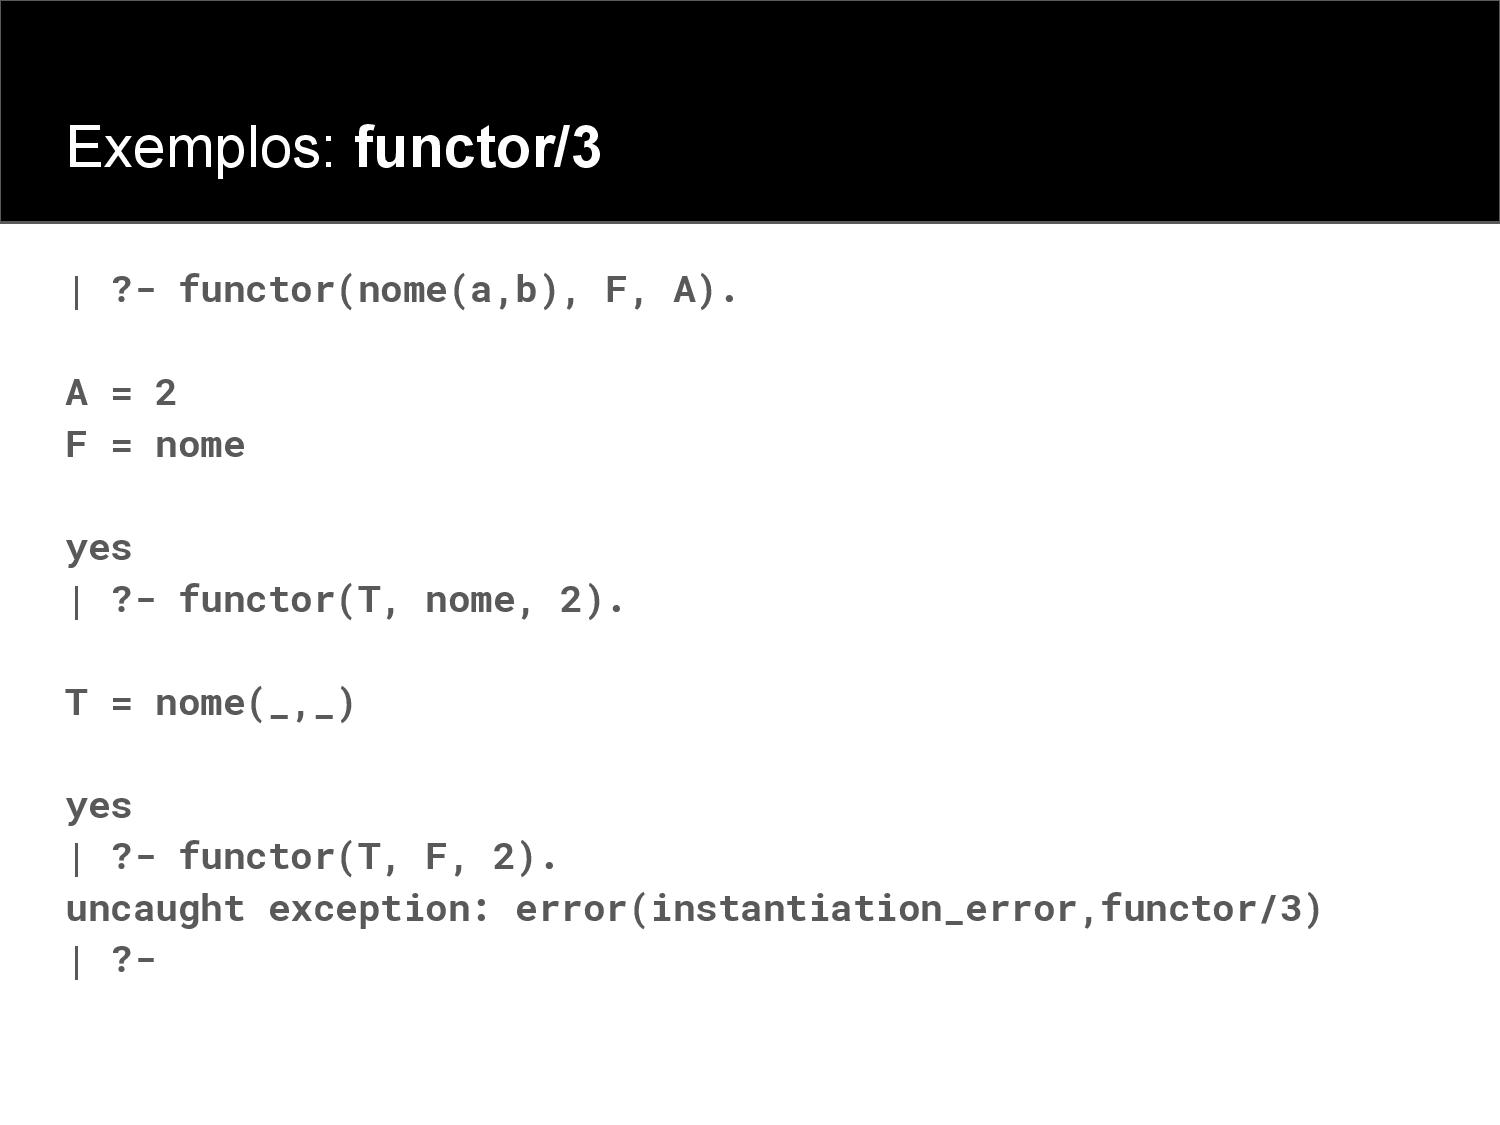 Exemplos: functor/3
| ?- functor(nome(a,b), F, A).
A = 2
F = nome
yes
| ?- functor(T, nome, 2).
T = nome(_,_)
yes
| ?- functor(T, F, 2).
uncaught exception: error(instantiation_error,functor/3)
| ?-